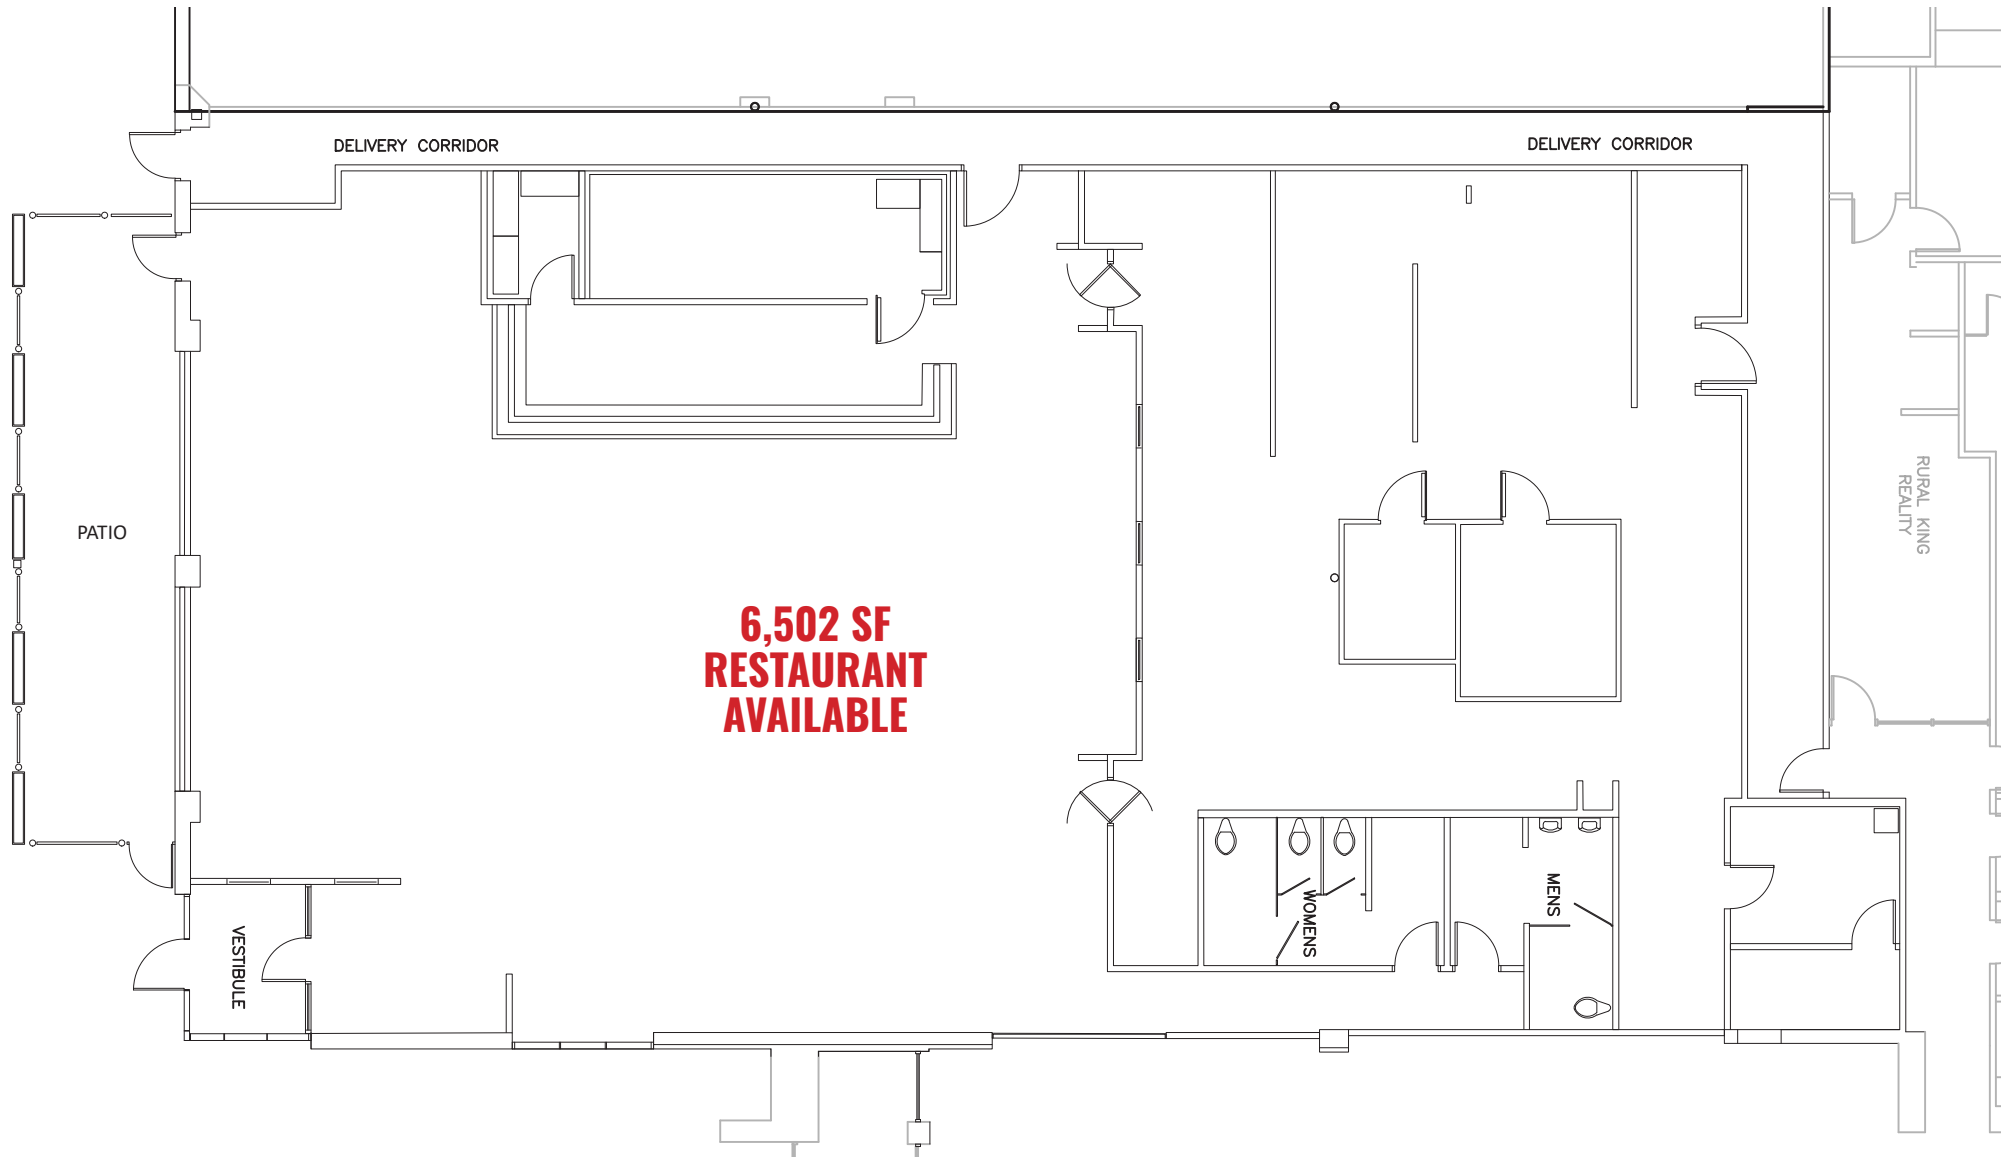 DELIVERY CORRIDOR
DELIVERY CORRIDOR
RURAL KING
REALITY
PATIO
6,502 SF
RESTAURANT
AVAILABLE
MENS
WOMENS
VESTIBULE